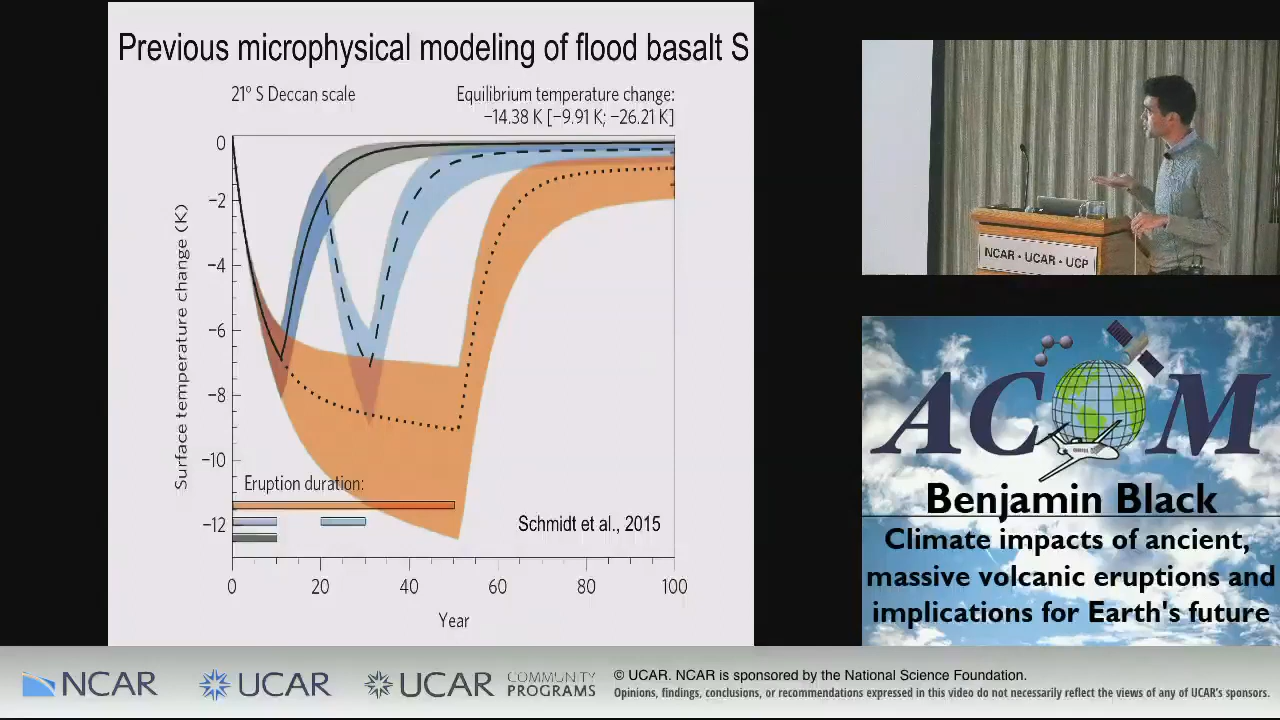 Previous microphysical modeling of flood basalt S
21° S Deccan scale
Equilibrium temperature change:
−14.38 K [−9.91 K; −26.21 K]
Surface temperature change (K)
0
−2
−4
−6
−8
−10
−12
Eruption duration:
Schmidt et al., 2015
0 20 40 60 80 100
Year
NCAR • UCAR • UCP
ACOM
Benjamin Black
Climate impacts of ancient,
massive volcanic eruptions and
implications for Earth's future
NCAR
UCAR
UCAR
COMMUNITY
PROGRAMS
© UCAR. NCAR is sponsored by the National Science Foundation.
Opinions, findings, conclusions, or recommendations expressed in this video do not necessarily reflect the views of any of UCAR's sponsors.